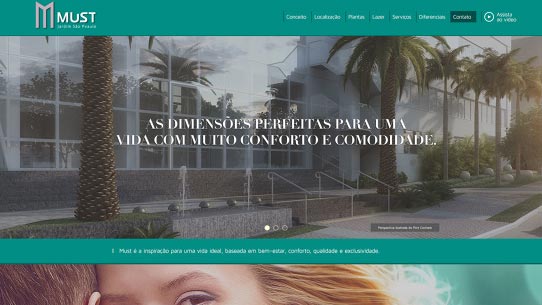 MUST
Jardim São Paulo
Conceito
Localização
Plantas
Lazer
Serviços
Diferenciais
Contato
Assista
ao vídeo
AS DIMENSÕES PERFEITAS PARA UMA
VIDA COM MUITO CONFORTO E COMODIDADE.
Perspectiva ilustrada do
Must é a inspiração para uma vida ideal, baseada em bem-estar, conforto, qualidade e exclusividade.